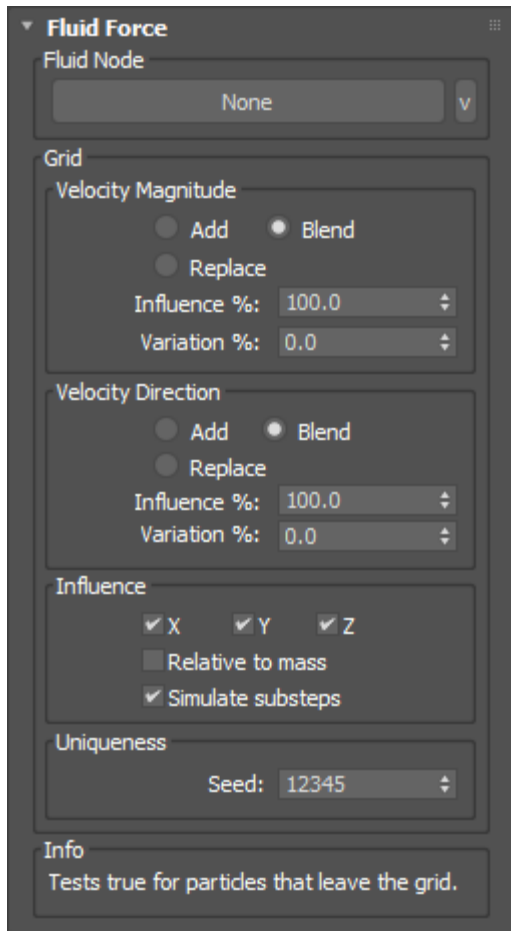 Fluid Force
Fluid Node
None v
Grid
Velocity Magnitude
Add Blend
Replace
Influence %: 100.0
Variation %: 0.0
Velocity Direction
Add Blend
Replace
Influence %: 100.0
Variation %: 0.0
Influence
X Y Z
Relative to mass
Simulate substeps
Uniqueness
Seed: 12345
Info
Tests true for particles that leave the grid.